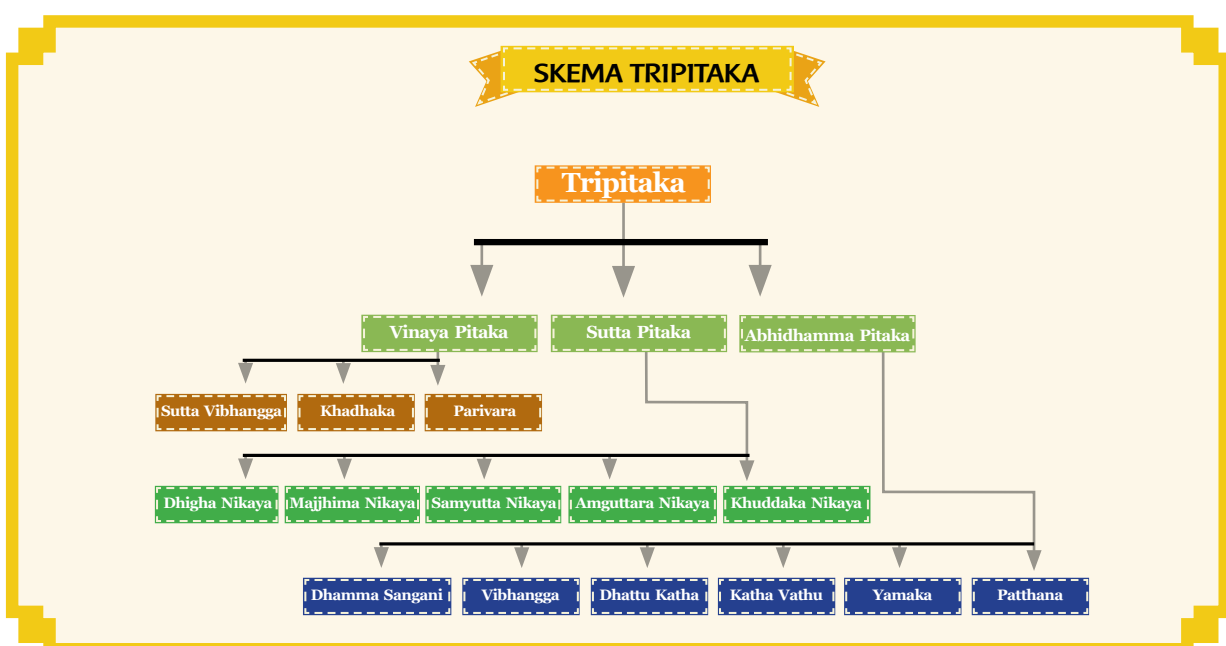 SKEMA TRIPITAKA
Tripitaka
Vinaya Pitaka
Sutta Pitaka
Abhidhamma Pitaka
Sutta Vibhangga
Khadhaka
Parivara
Dhigha Nikaya
Majjhima Nikaya
Samyutta Nikaya
Amguttara Nikaya
Khuddaka Nikaya
Dhamma Sangani
Vibhangga
Dhattu Katha
Katha Vathu
Yamaka
Patthana